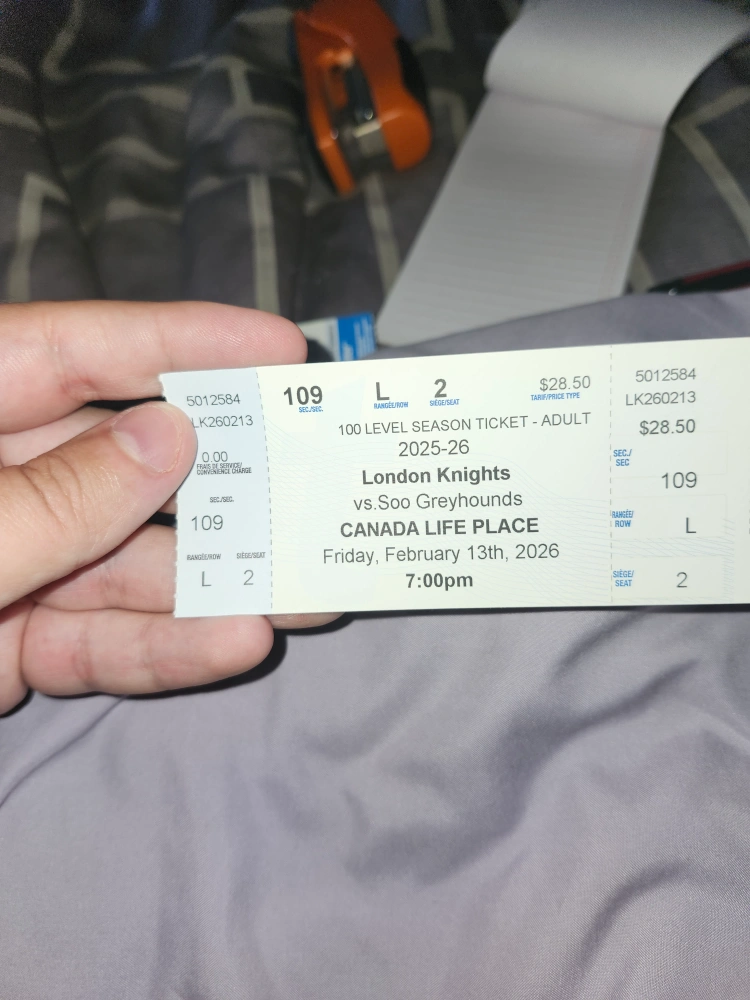 5012584
LK260213
0.00
FRAIS DE SERVICE/
CONVENIENCE CHARGE
SEC./SEC.
109
RANGÉE/ROW SIÈGE/SEAT
L 2
109 L 2 $28.50
SEC./SEC. RANGÉE/ROW SIÈGE/SEAT TARIF/PRICE TYPE
100 LEVEL SEASON TICKET - ADULT
2025-26
London Knights
vs.Soo Greyhounds
CANADA LIFE PLACE
Friday, February 13th, 2026
7:00pm
5012584
LK260213
$28.50
SEC./
SEC
109
RANGÉE/
ROW
L
SIÈGE/
SEAT
2